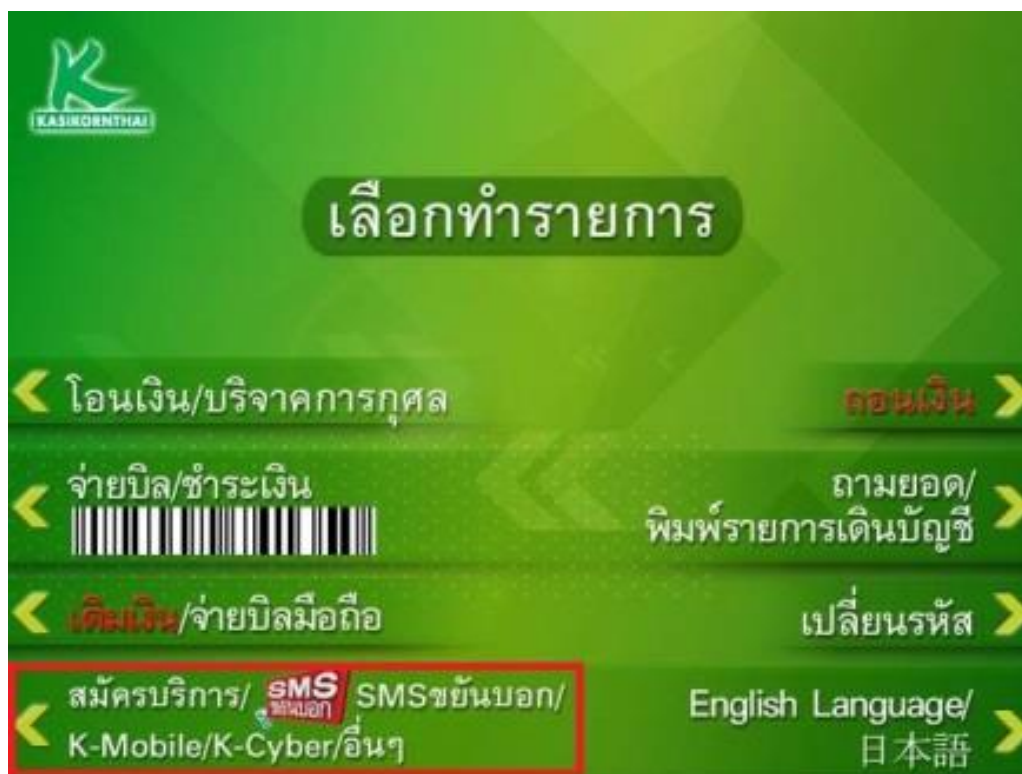 K
KASIKORNTHAI
เลือกทำรายการ
โอนเงิน/บริจาคการกุศล
ถอนเงิน
จ่ายบิล/ชำระเงิน
ถามยอด/
พิมพ์รายการเดินบัญชี
เติมเงิน/จ่ายบิลมือถือ
เปลี่ยนรหัส
สมัครบริการ/ SMS ขยันบอก SMSขยันบอก/
K-Mobile/K-Cyber/อื่นๆ
English Language/
日本語